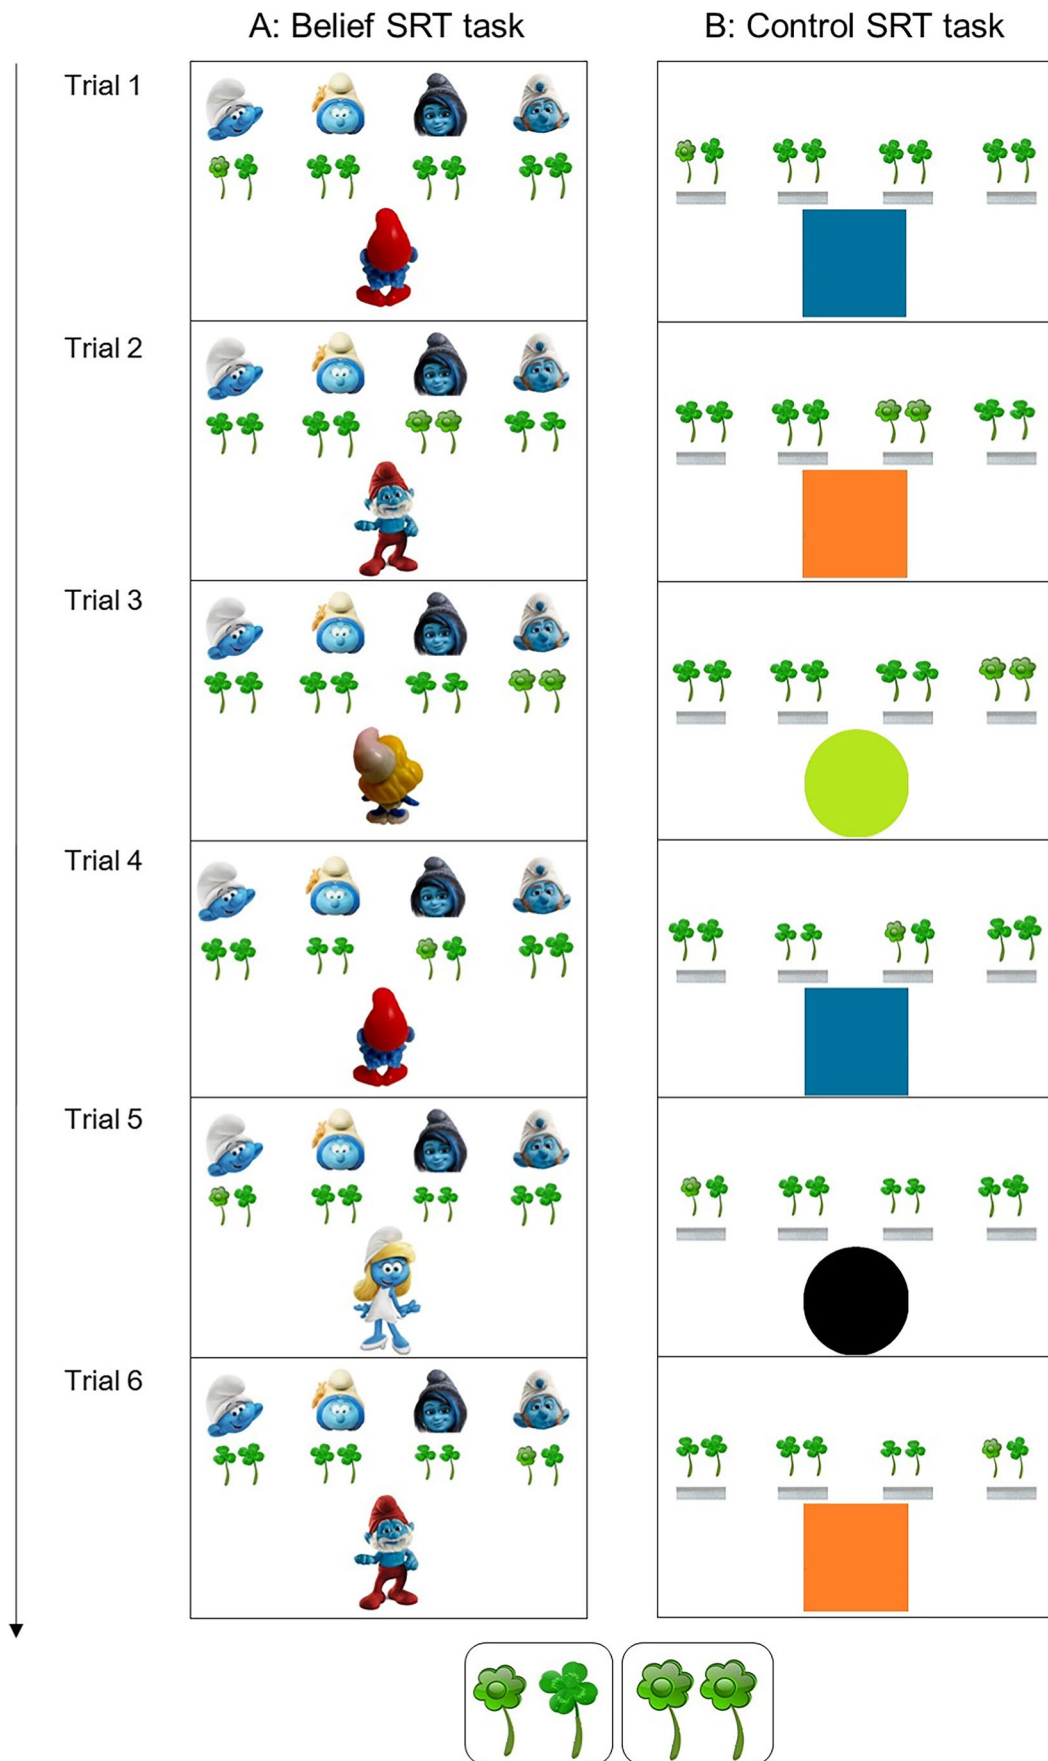 A: Belief SRT task
B: Control SRT task
Trial 1
Trial 2
Trial 3
Trial 4
Trial 5
Trial 6